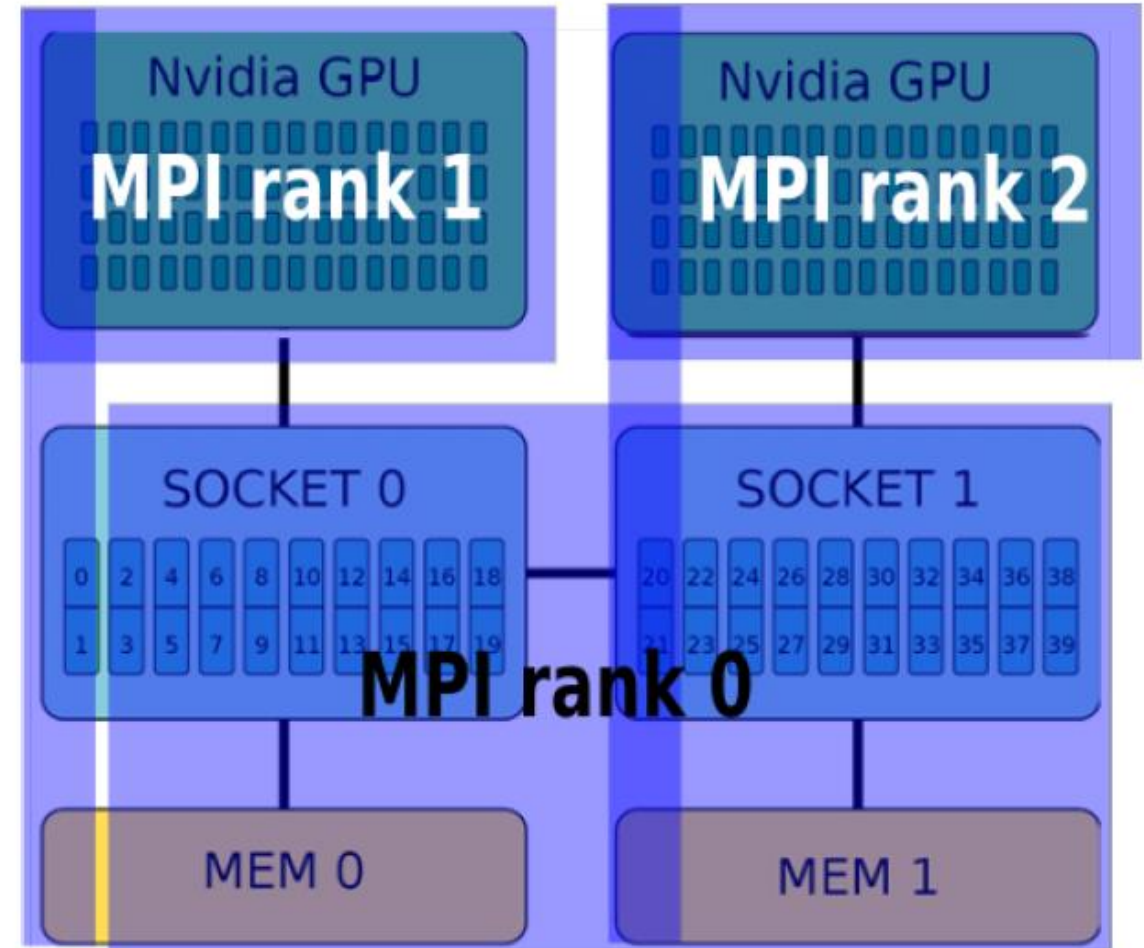 Nvidia GPU
MPI rank 1
Nvidia GPU
MPI rank 2
SOCKET 0
0 2 4 6 8 10 12 14 16 18
1 3 5 7 9 11 13 15 17 19
SOCKET 1
20 22 24 26 28 30 32 34 36 38
21 23 25 27 29 31 33 35 37 39
MPI rank 0
MEM 0
MEM 1